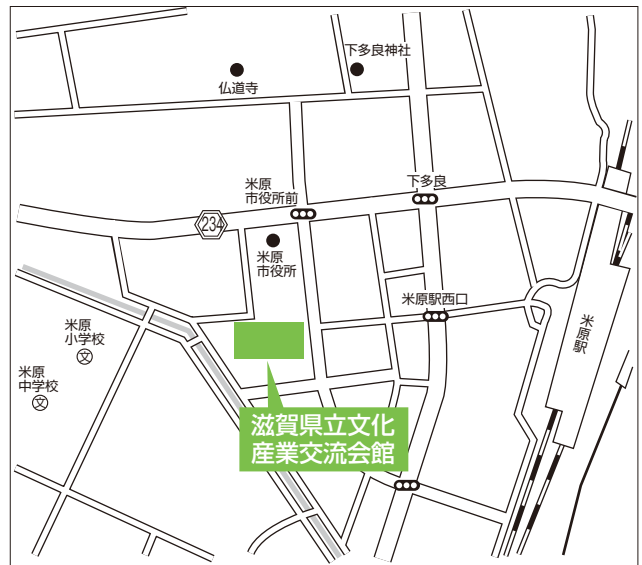 下多良神社
仏道寺
下多良
米原
市役所前
234
米原
市役所
米原駅西口
米原駅
米原
小学校
文
米原
中学校
文
滋賀県立文化
産業交流会館